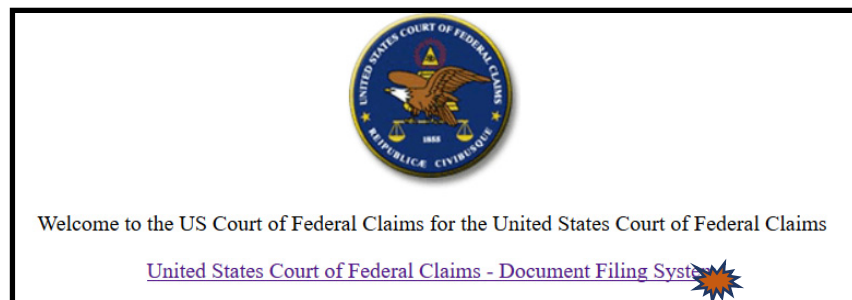 UNITED STATES COURT OF FEDERAL CLAIMS
1855
REIPUBLICÆ CIVIBUSQUE
Welcome to the US Court of Federal Claims for the United States Court of Federal Claims
United States Court of Federal Claims - Document Filing